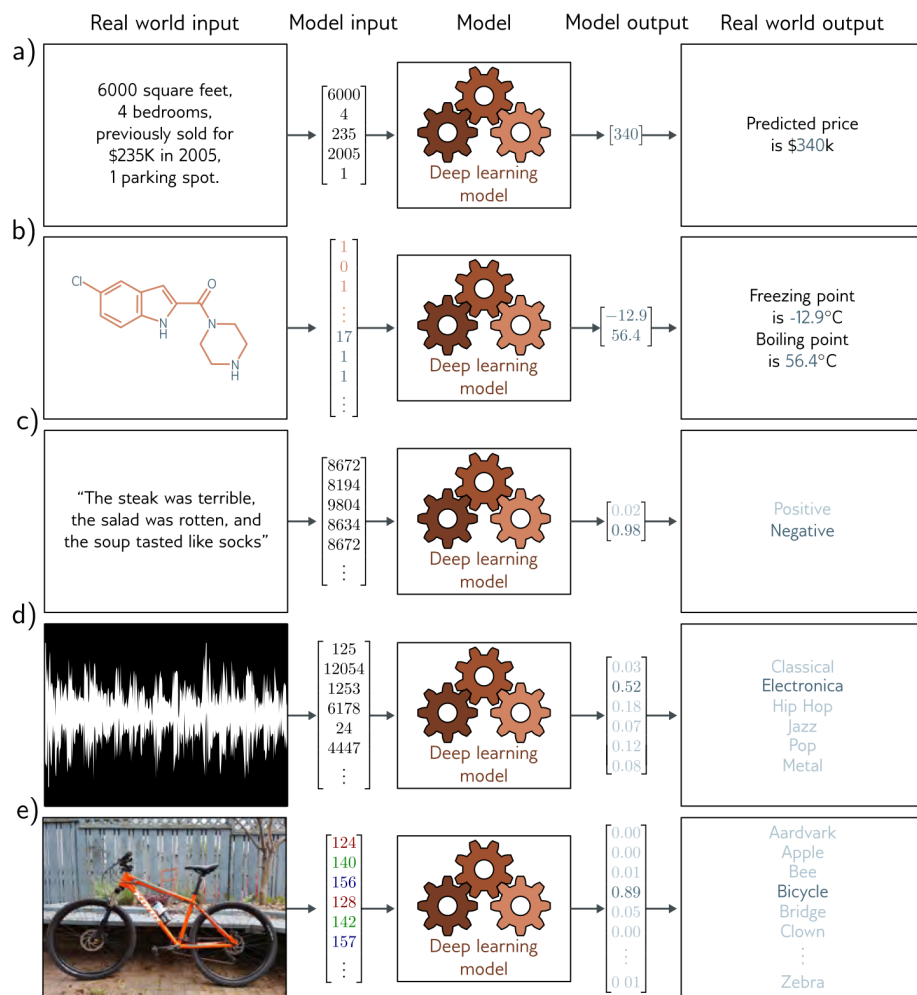 Real world input
Model input
Model
Model output
Real world output
a)
6000 square feet,
4 bedrooms,
previously sold for
$235K in 2005,
1 parking spot.
6000
4
235
2005
1
Deep learning
model
[340]
Predicted price
is $340k
b)
Cl
O
N
H
N
N
H
1
0
1
⋮
17
1
1
⋮
Deep learning
model
−12.9
56.4
Freezing point
is -12.9°C
Boiling point
is 56.4°C
c)
“The steak was terrible,
the salad was rotten, and
the soup tasted like socks”
8672
8194
9804
8634
8672
⋮
Deep learning
model
0.02
0.98
Positive
Negative
d)
125
12054
1253
6178
24
4447
⋮
Deep learning
model
0.03
0.52
0.18
0.07
0.12
0.08
Classical
Electronica
Hip Hop
Jazz
Pop
Metal
e)
124
140
156
128
142
157
⋮
Deep learning
model
0.00
0.00
0.01
0.89
0.05
0.00
⋮
0 01
Aardvark
Apple
Bee
Bicycle
Bridge
Clown
⋮
Zebra